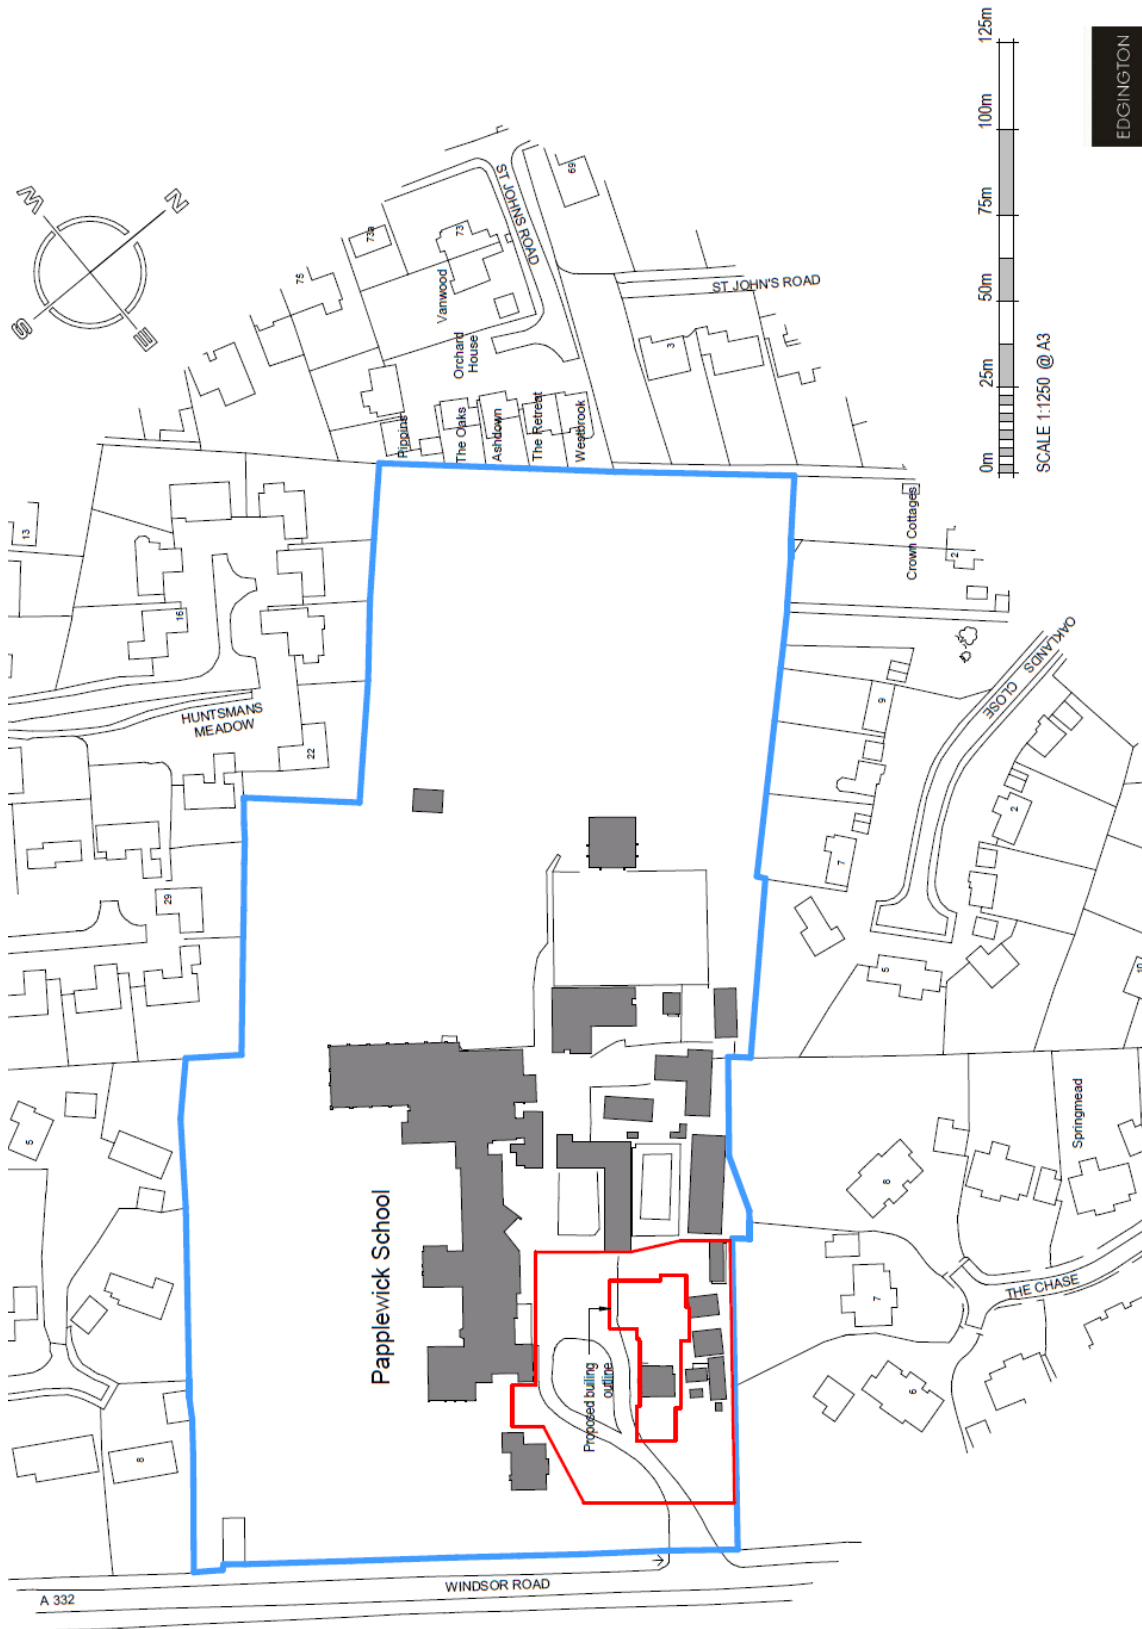 125m
100m
75m
50m
25m
0m
SCALE 1:1250 @ A3
EDGINGTON
W
N
S
E
ST JOHNS ROAD
69
73a
73
75
Vanwood
ST JOHN'S ROAD
Orchard
House
3
Pippins
The Oaks
Ashdown
The Retreat
Westbrook
13
16
HUNTSMANS
MEADOW
22
29
Crown Cottages
2
OAKLANDS CLOSE
9
2
7
5
10
5
Papplewick School
Springmead
8
7
THE CHASE
6
Proposed builing
outline
8
WINDSOR ROAD
A 332